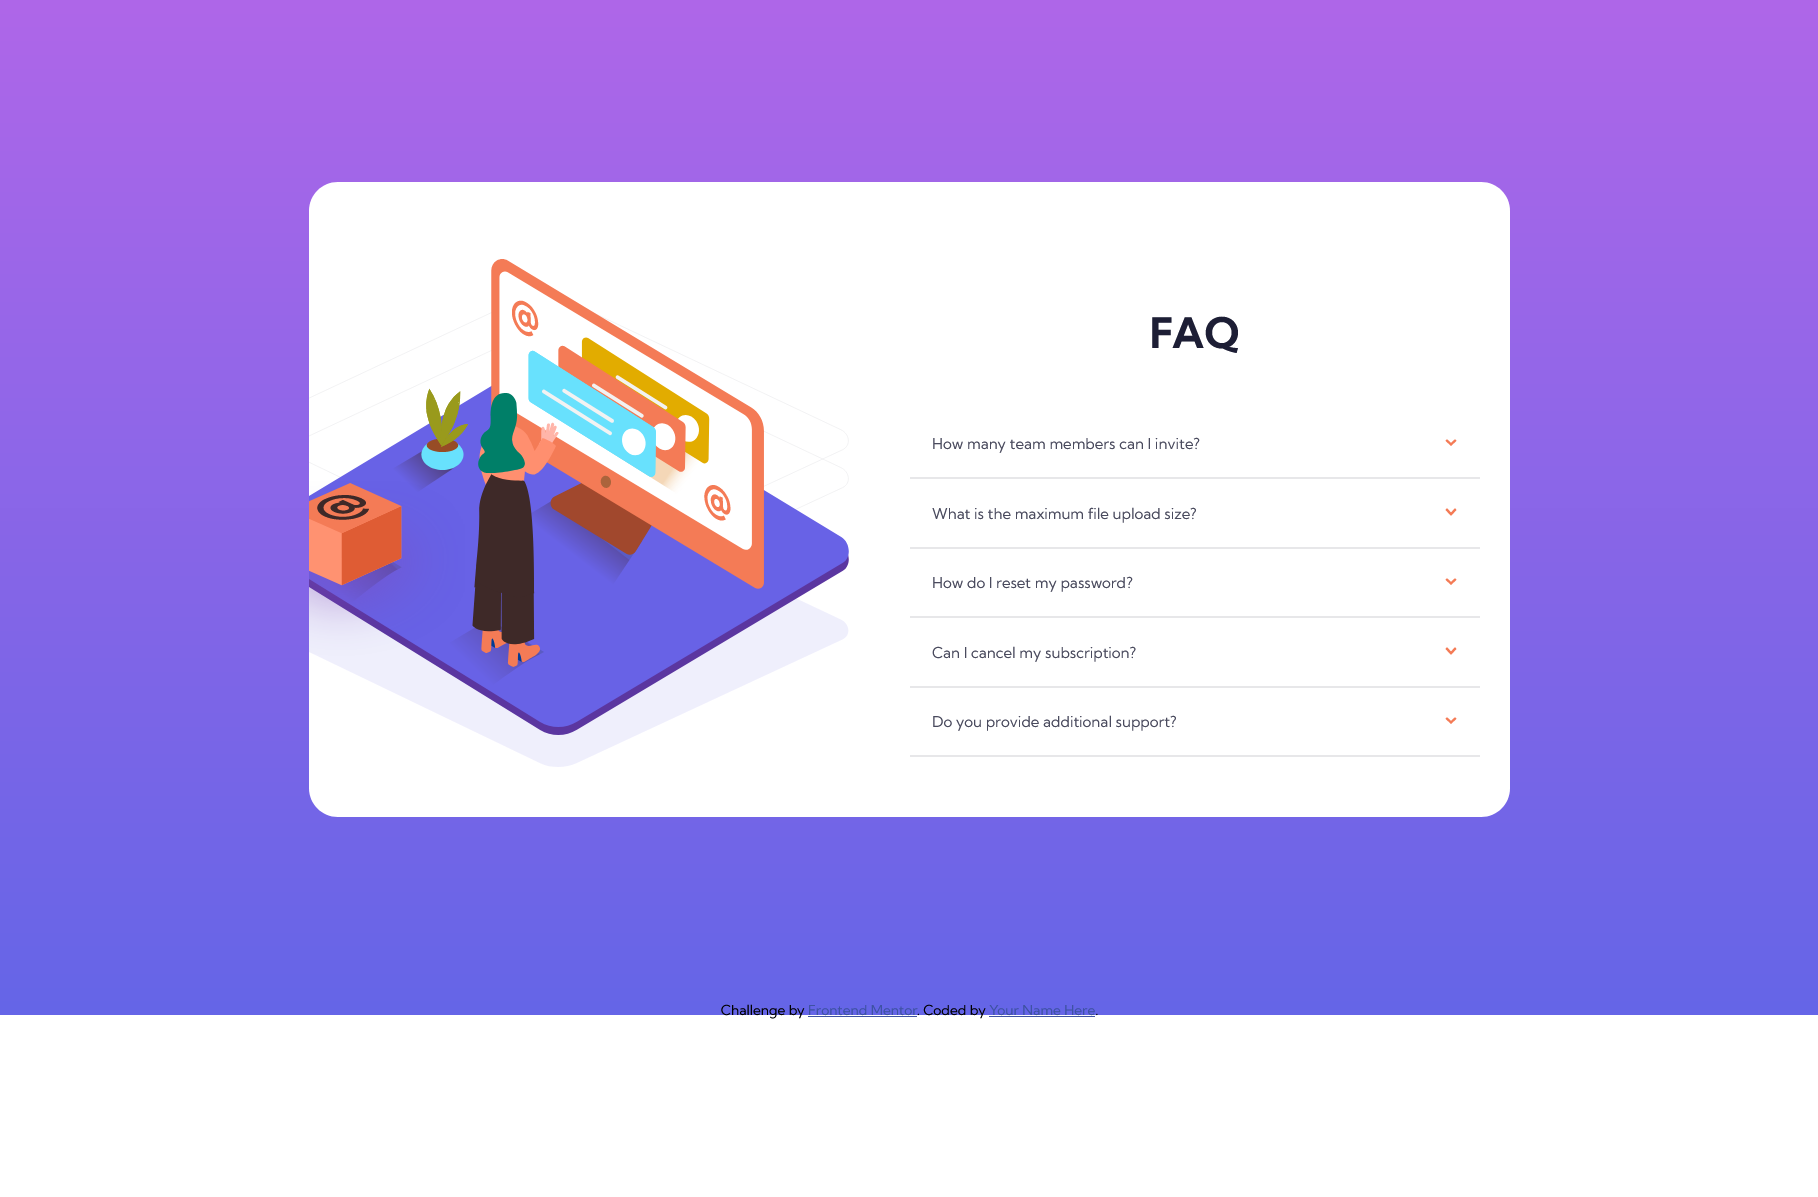 @
@
@
FAQ
How many team members can I invite?
What is the maximum file upload size?
How do I reset my password?
Can I cancel my subscription?
Do you provide additional support?
Challenge by Frontend Mentor. Coded by Your Name Here.